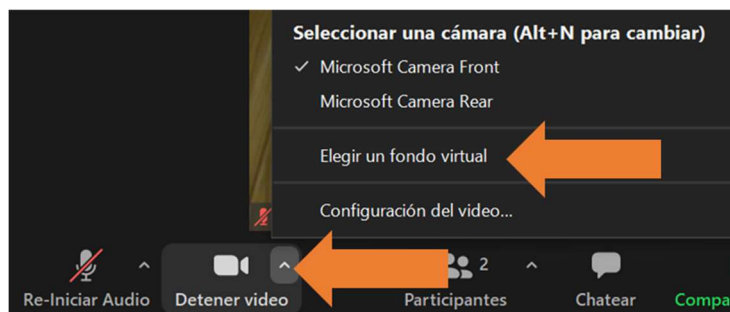 Seleccionar una cámara (Alt+N para cambiar)
Microsoft Camera Front
Microsoft Camera Rear
Elegir un fondo virtual
Configuración del video...
2
Re-Iniciar Audio
Detener video
Participantes
Chatear
Compa